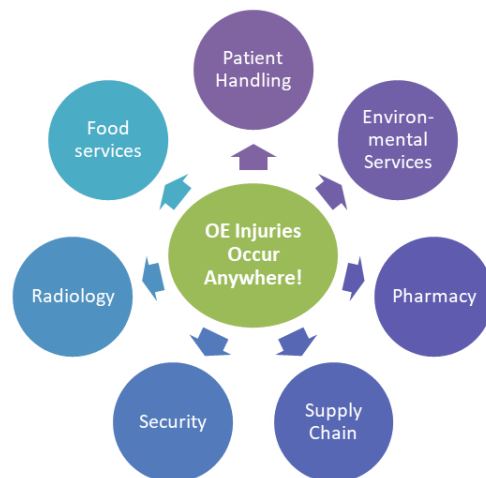 Patient
Handling
Environ-
mental
Services
Pharmacy
Supply
Chain
Security
Radiology
Food
services
OE Injuries
Occur
Anywhere!